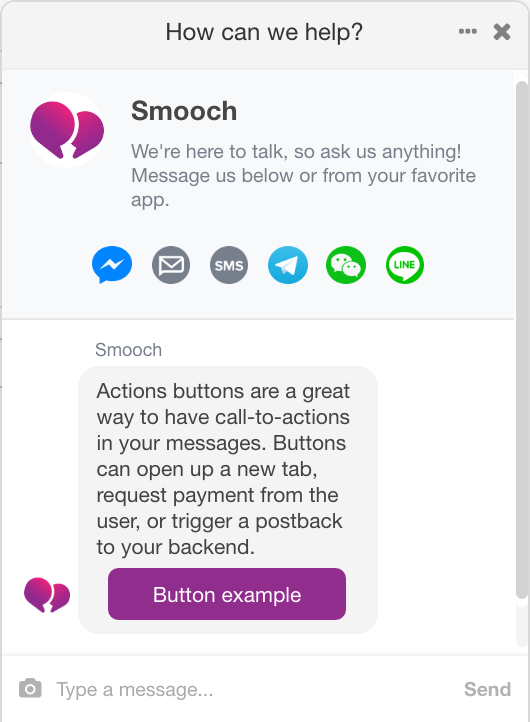 How can we help?
Smooch
We're here to talk, so ask us anything!
Message us below or from your favorite
app.
SMS
LINE
Smooch
Actions buttons are a great
way to have call-to-actions
in your messages. Buttons
can open up a new tab,
request payment from the
user, or trigger a postback
to your backend.
Button example
Type a message...
Send